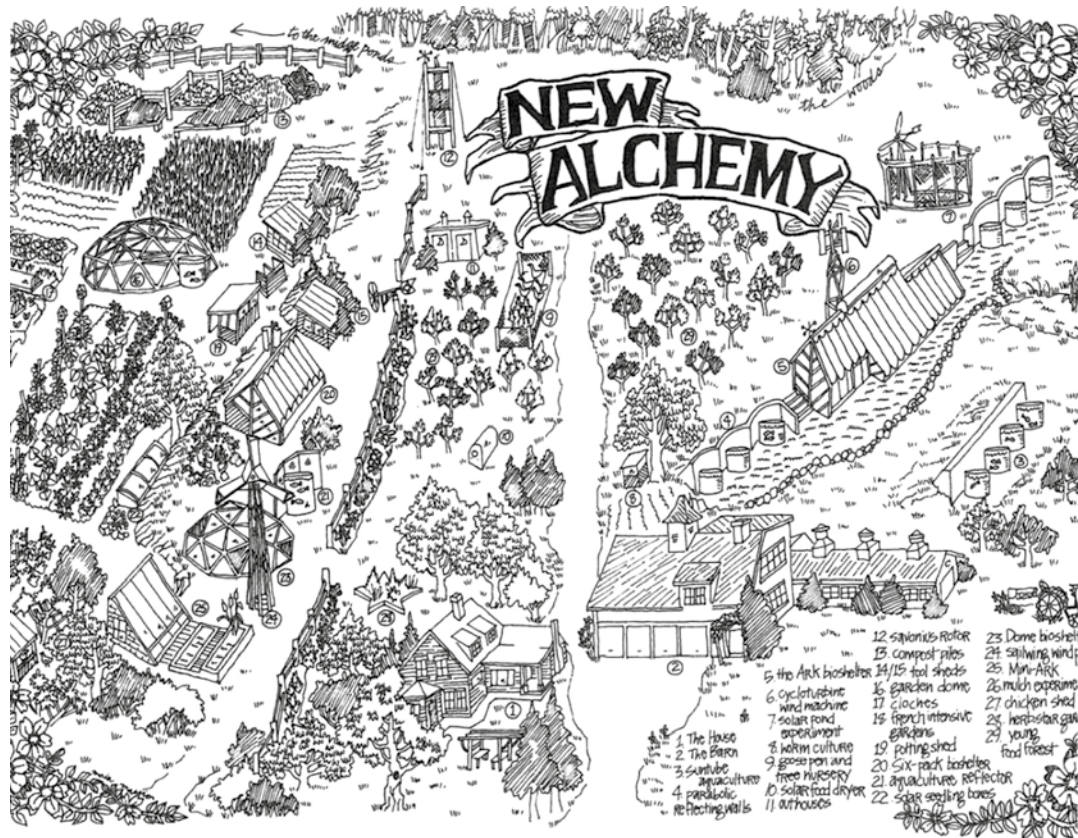 to the middle ponds
the woods
NEW
ALCHEMY
1 The House
2 The Barn
3 Suntube
aquaculture
4 parabolic
reflecting walls
5 the Ark bioshelter
6 cycloturbine
wind machine
7 solar pond
experiment
8 worm culture
9 goose pen and
tree nursery
10 solar food dryer
11 outhouses
12 savonius rotor
13 compost piles
14/15 tool sheds
16 garden dome
17 cloches
18 french intensive
gardens
19 potting shed
20 Six-pack bioshelter
21 aquaculture reflector
22 solar seedling boxes
23 Dome bioshelt
24 sailwing wind
25 Mini-Ark
26 mulch experime
27 chicken shed
28 herb star gar
29 young
food forest